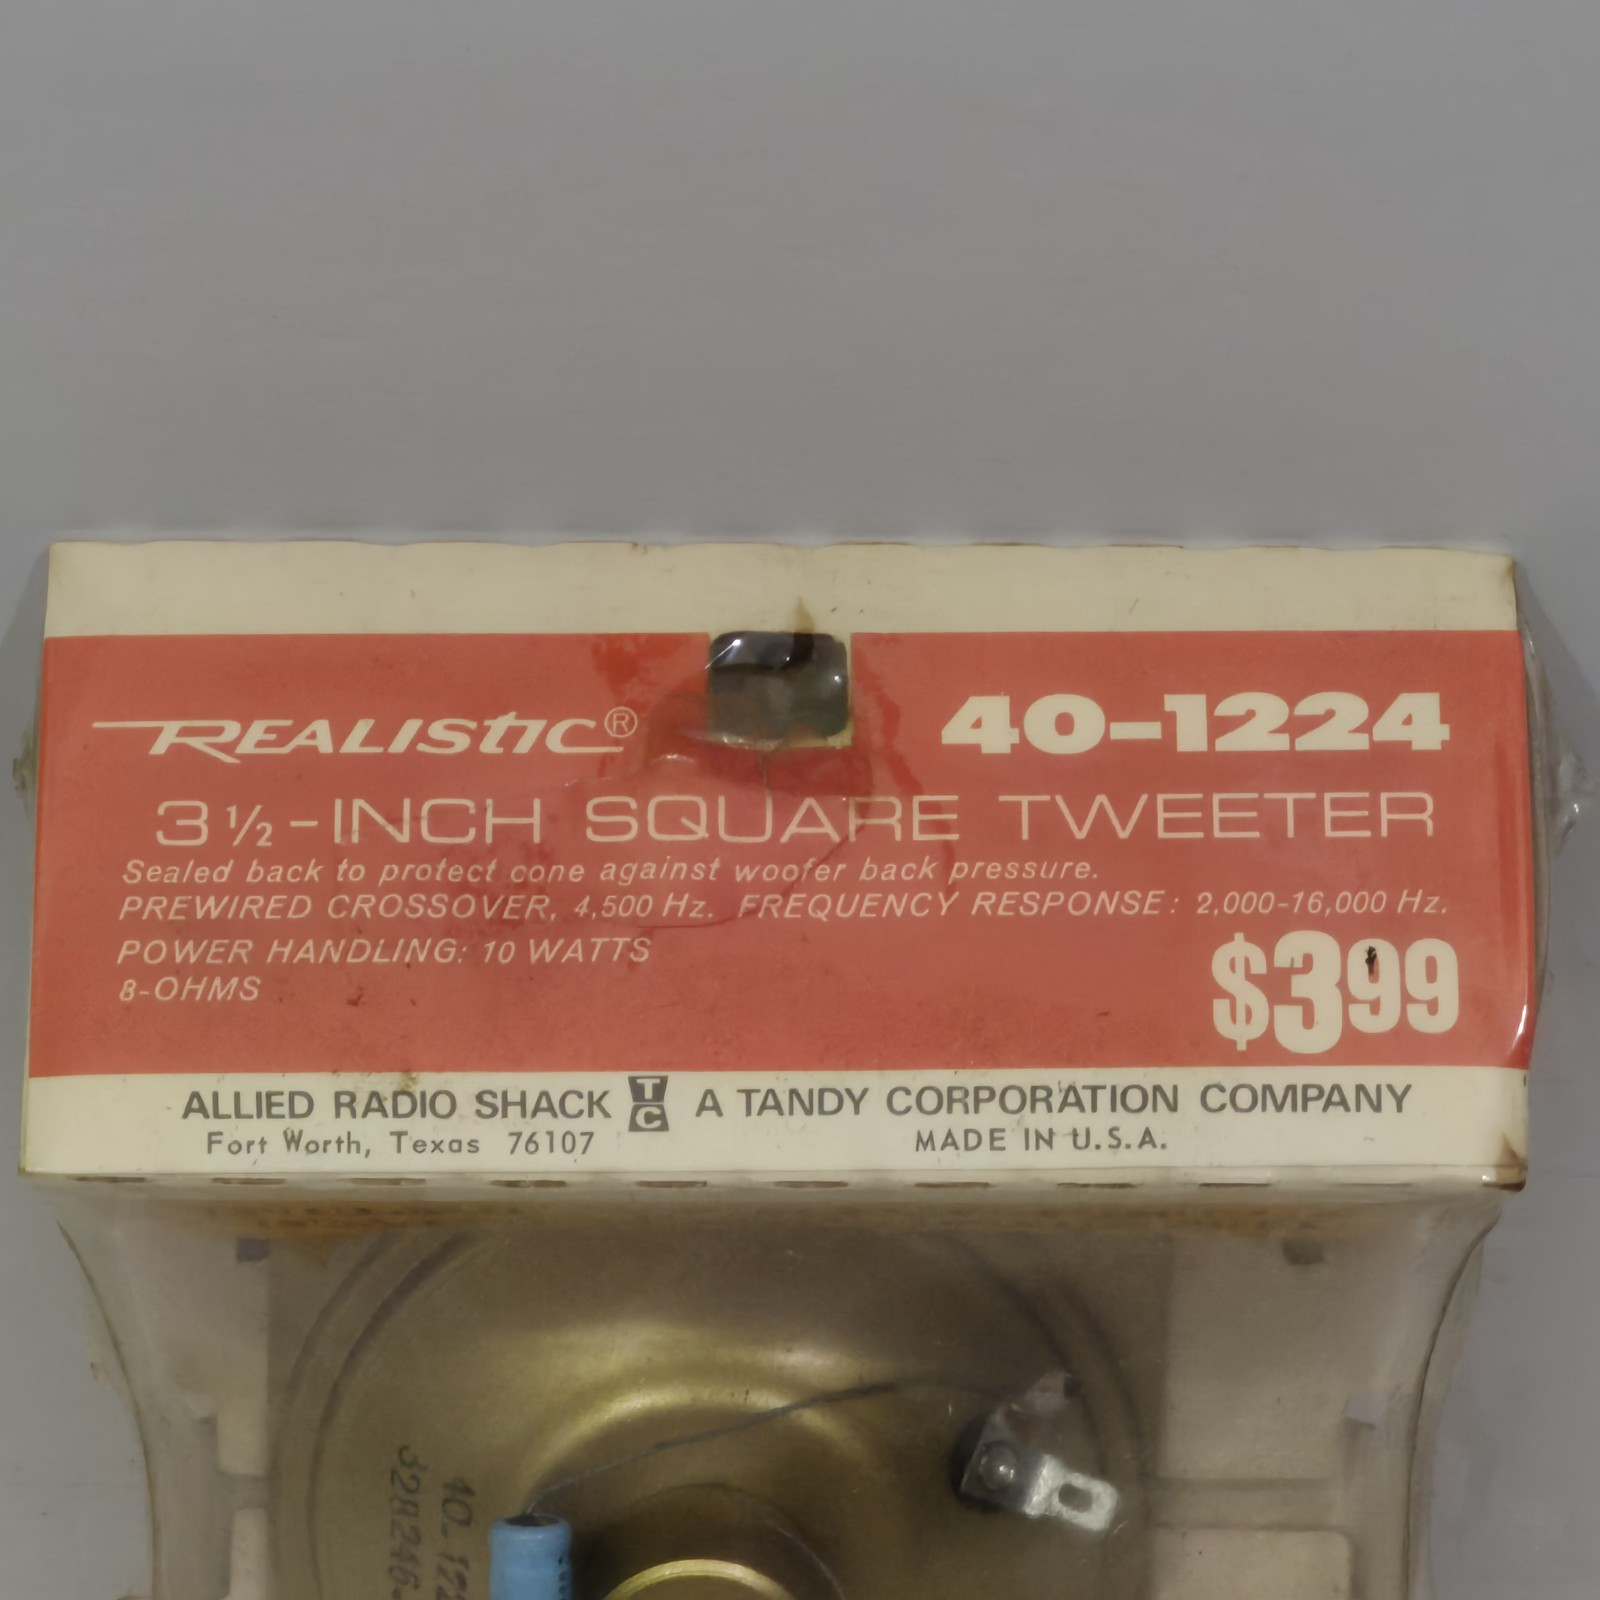 REALISTIC®
40-1224
3 ½-INCH SQUARE TWEETER
Sealed back to protect cone against woofer back pressure.
PREWIRED CROSSOVER, 4,500 Hz. FREQUENCY RESPONSE: 2,000-16,000 Hz.
POWER HANDLING: 10 WATTS
8-OHMS
$399
ALLIED RADIO SHACK TC A TANDY CORPORATION COMPANY
Fort Worth, Texas 76107
MADE IN U.S.A.